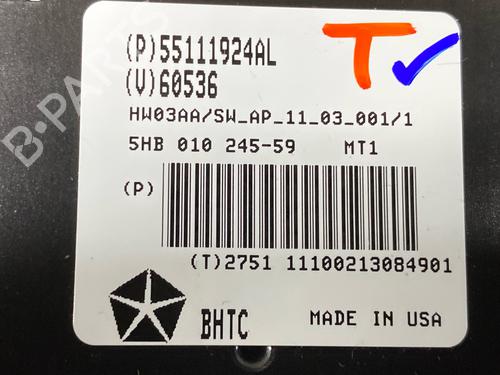 (P)55111924AL
T✓
(V)60536
HW03AA/SW_AP_11_03_001/1
5HB 010 245-59 MT1
(P)
(T)2751 11100213084901
BHTC MADE IN USA
B-PARTS